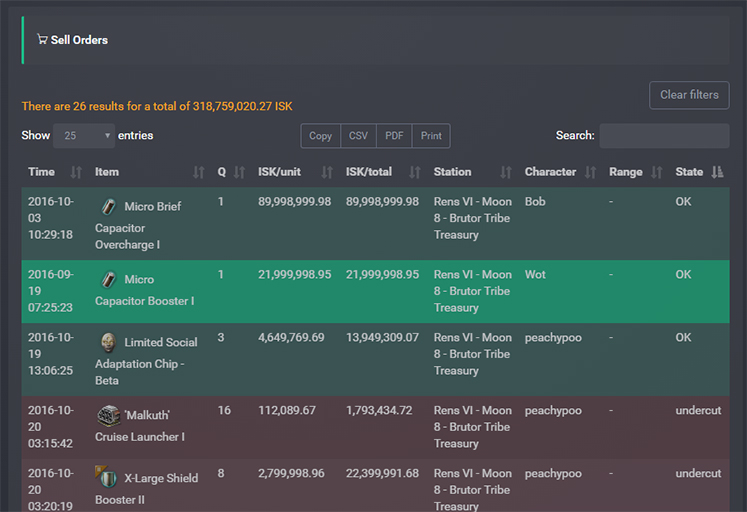 Sell Orders
Clear filters
There are 26 results for a total of 318,759,020.27 ISK
Show 25 entries Copy CSV PDF Print Search:
Time Item Q ISK/unit ISK/total Station Character Range State
2016-10- Micro Brief 1 89,998,999.98 89,998,999.98 Rens VI - Moon Bob - OK
03 Capacitor 8 - Brutor Tribe
10:29:18 Overcharge I Treasury
2016-09- Micro 1 21,999,998.95 21,999,998.95 Rens VI - Moon Wot - OK
19 Capacitor Booster I 8 - Brutor Tribe
07:25:23 Treasury
2016-10- Limited Social 3 4,649,769.69 13,949,309.07 Rens VI - Moon peachypoo - OK
19 Adaptation Chip - 8 - Brutor Tribe
13:06:25 Beta Treasury
2016-10- 'Malkuth' 16 112,089.67 1,793,434.72 Rens VI - Moon peachypoo - undercut
20 Cruise Launcher I 8 - Brutor Tribe
03:15:42 Treasury
2016-10- X-Large Shield 8 2,799,998.96 22,399,991.68 Rens VI - Moon peachypoo - undercut
20 Booster II 8 - Brutor Tribe
03:20:19 Treasury